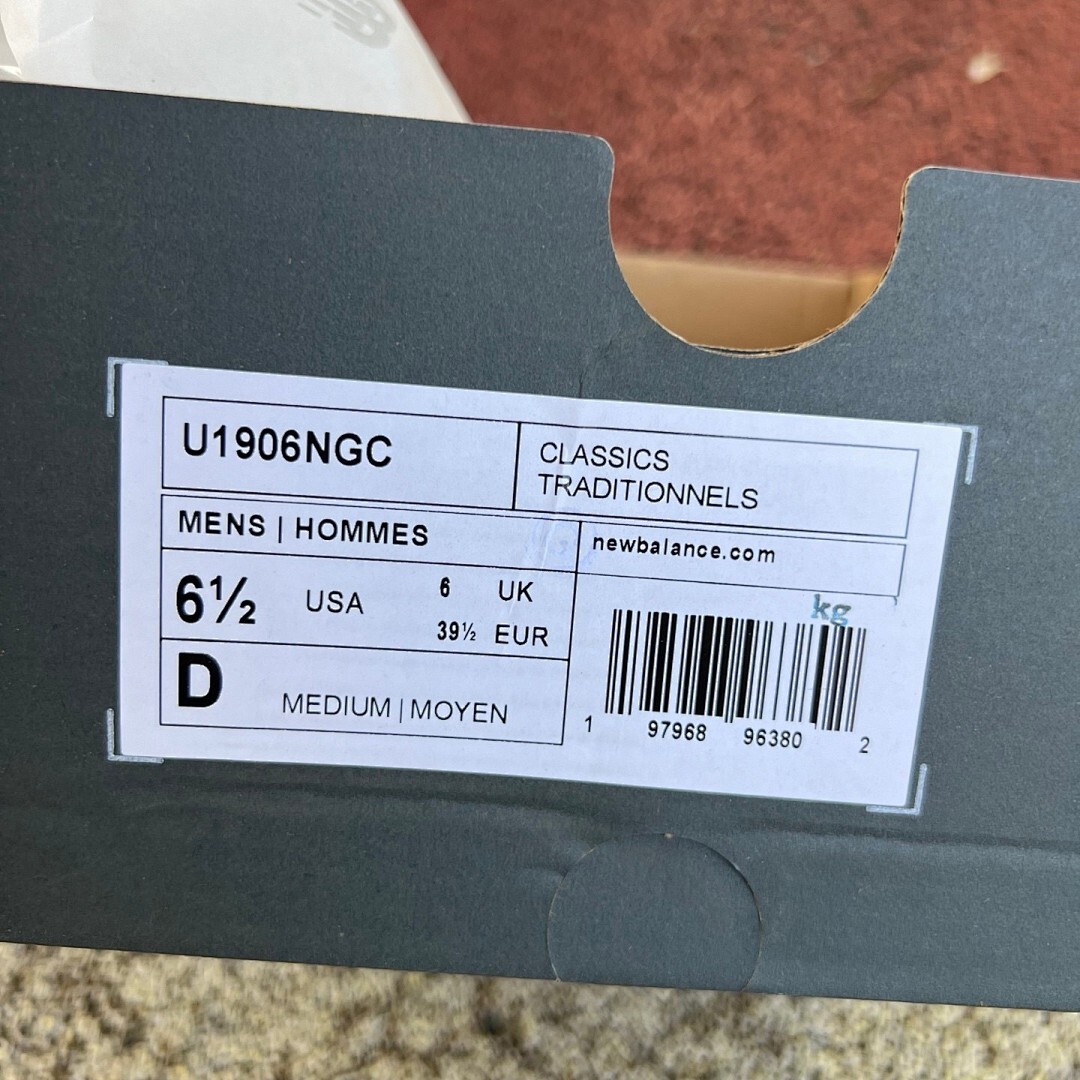 U1906NGC
CLASSICS
TRADITIONNELS
MENS | HOMMES
newbalance.com
6½ USA
6 UK
39½ EUR
D MEDIUM | MOYEN
kg
1 97968 96380 2